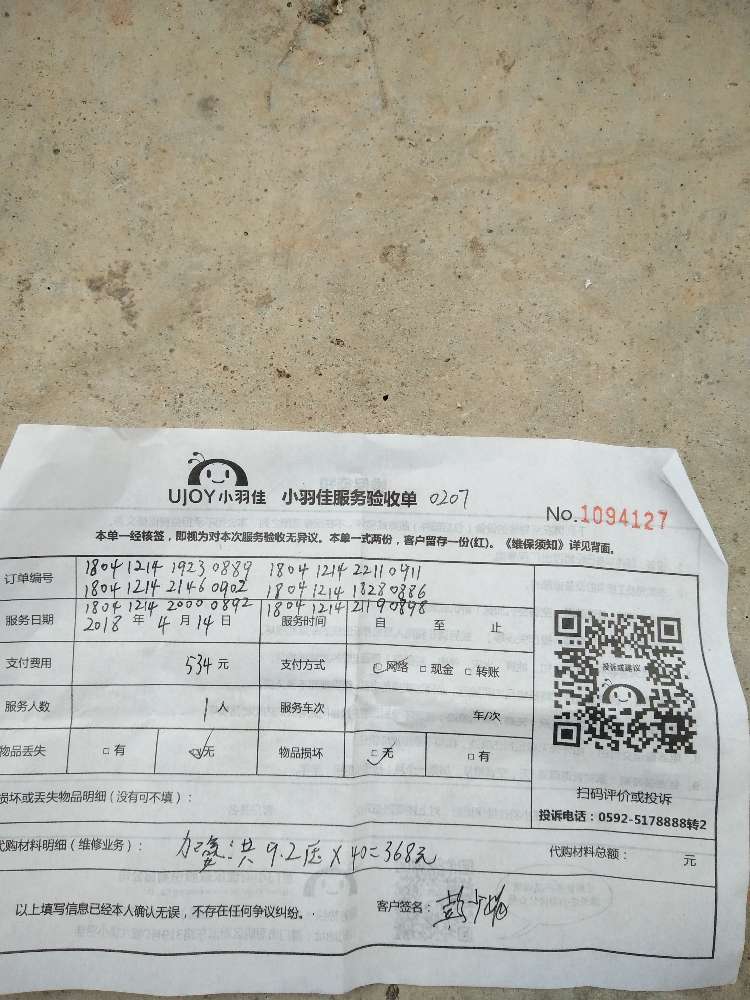 UJOY小羽佳 小羽佳服务验收单 0207
No.1094127
本单一经核签，即视为对本次服务验收无异议。本单一式两份，客户留存一份(红)。《维保须知》详见背面。
订单编号 1804 1214 1923 0889 1804 1214 2211 0911
1804 1214 2146 0902 1804 1214 1828 0886
1804 1214 2000 0892 1804 1214 2119 0898
服务日期 2018 年 4 月 14 日 服务时间 自 至 止
支付费用 534 元 支付方式 网络 现金 转账
服务人数 1 人 服务车次 车/次
物品丢失 有 无 物品损坏 无 有
投诉或建议
扫码评价或投诉
投诉电话：0592-5178888转2
损坏或丢失物品明细（没有可不填）：
代购材料明细（维修业务）： 共9.2 X 40=368元 代购材料总额： 元
以上填写信息已经本人确认无误，不存在任何争议纠纷。 客户签名：